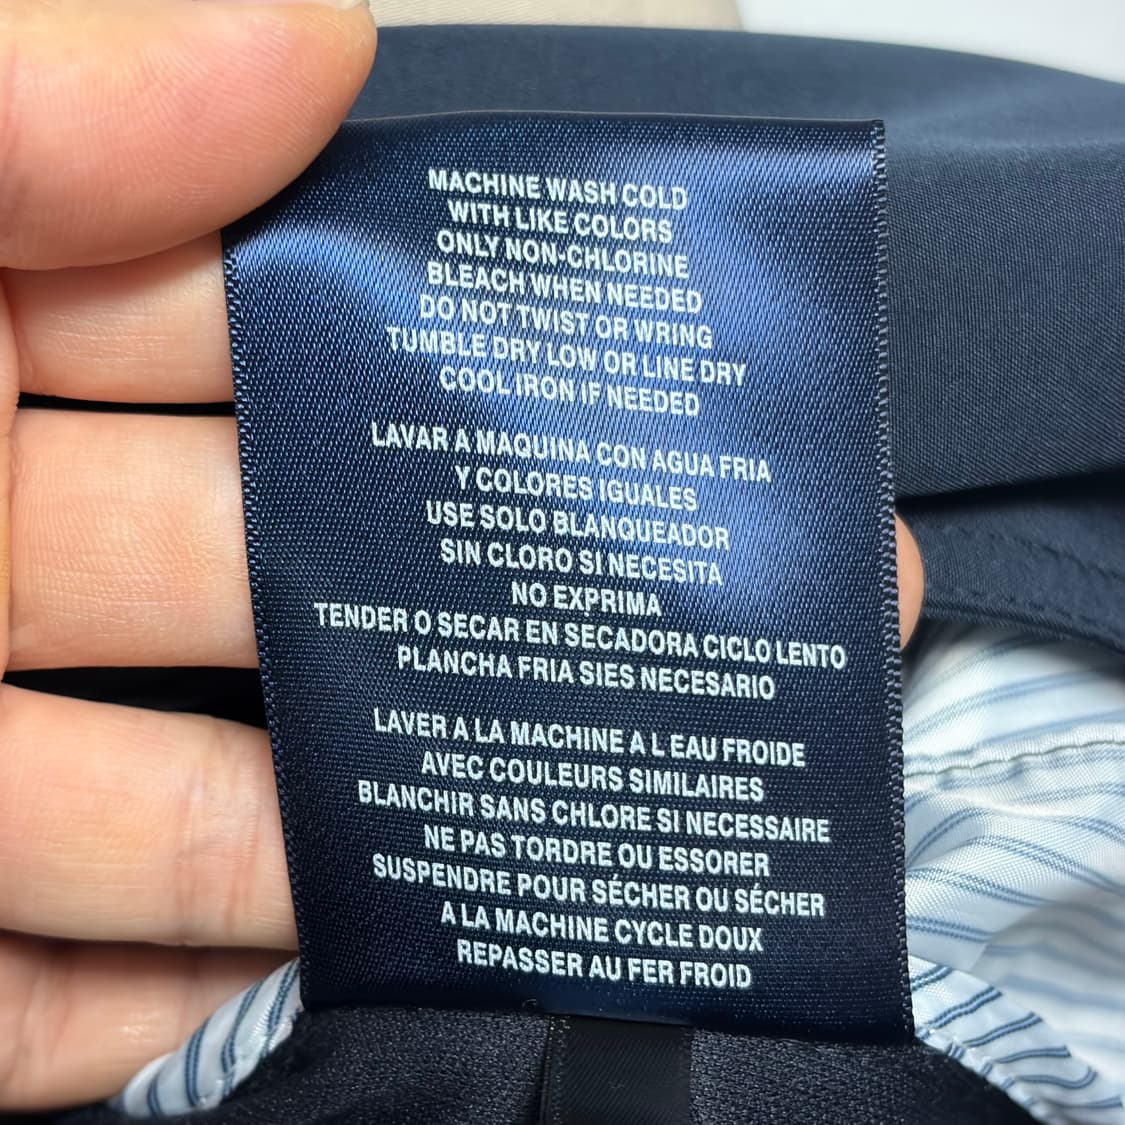 MACHINE WASH COLD
WITH LIKE COLORS
ONLY NON-CHLORINE
BLEACH WHEN NEEDED
DO NOT TWIST OR WRING
TUMBLE DRY LOW OR LINE DRY
COOL IRON IF NEEDED
LAVAR A MAQUINA CON AGUA FRIA
Y COLORES IGUALES
USE SOLO BLANQUEADOR
SIN CLORO SI NECESITA
NO EXPRIMA
TENDER O SECAR EN SECADORA CICLO LENTO
PLANCHA FRIA SIES NECESARIO
LAVER A LA MACHINE A L EAU FROIDE
AVEC COULEURS SIMILAIRES
BLANCHIR SANS CHLORE SI NECESSAIRE
NE PAS TORDRE OU ESSORER
SUSPENDRE POUR SÉCHER OU SÉCHER
A LA MACHINE CYCLE DOUX
REPASSER AU FER FROID